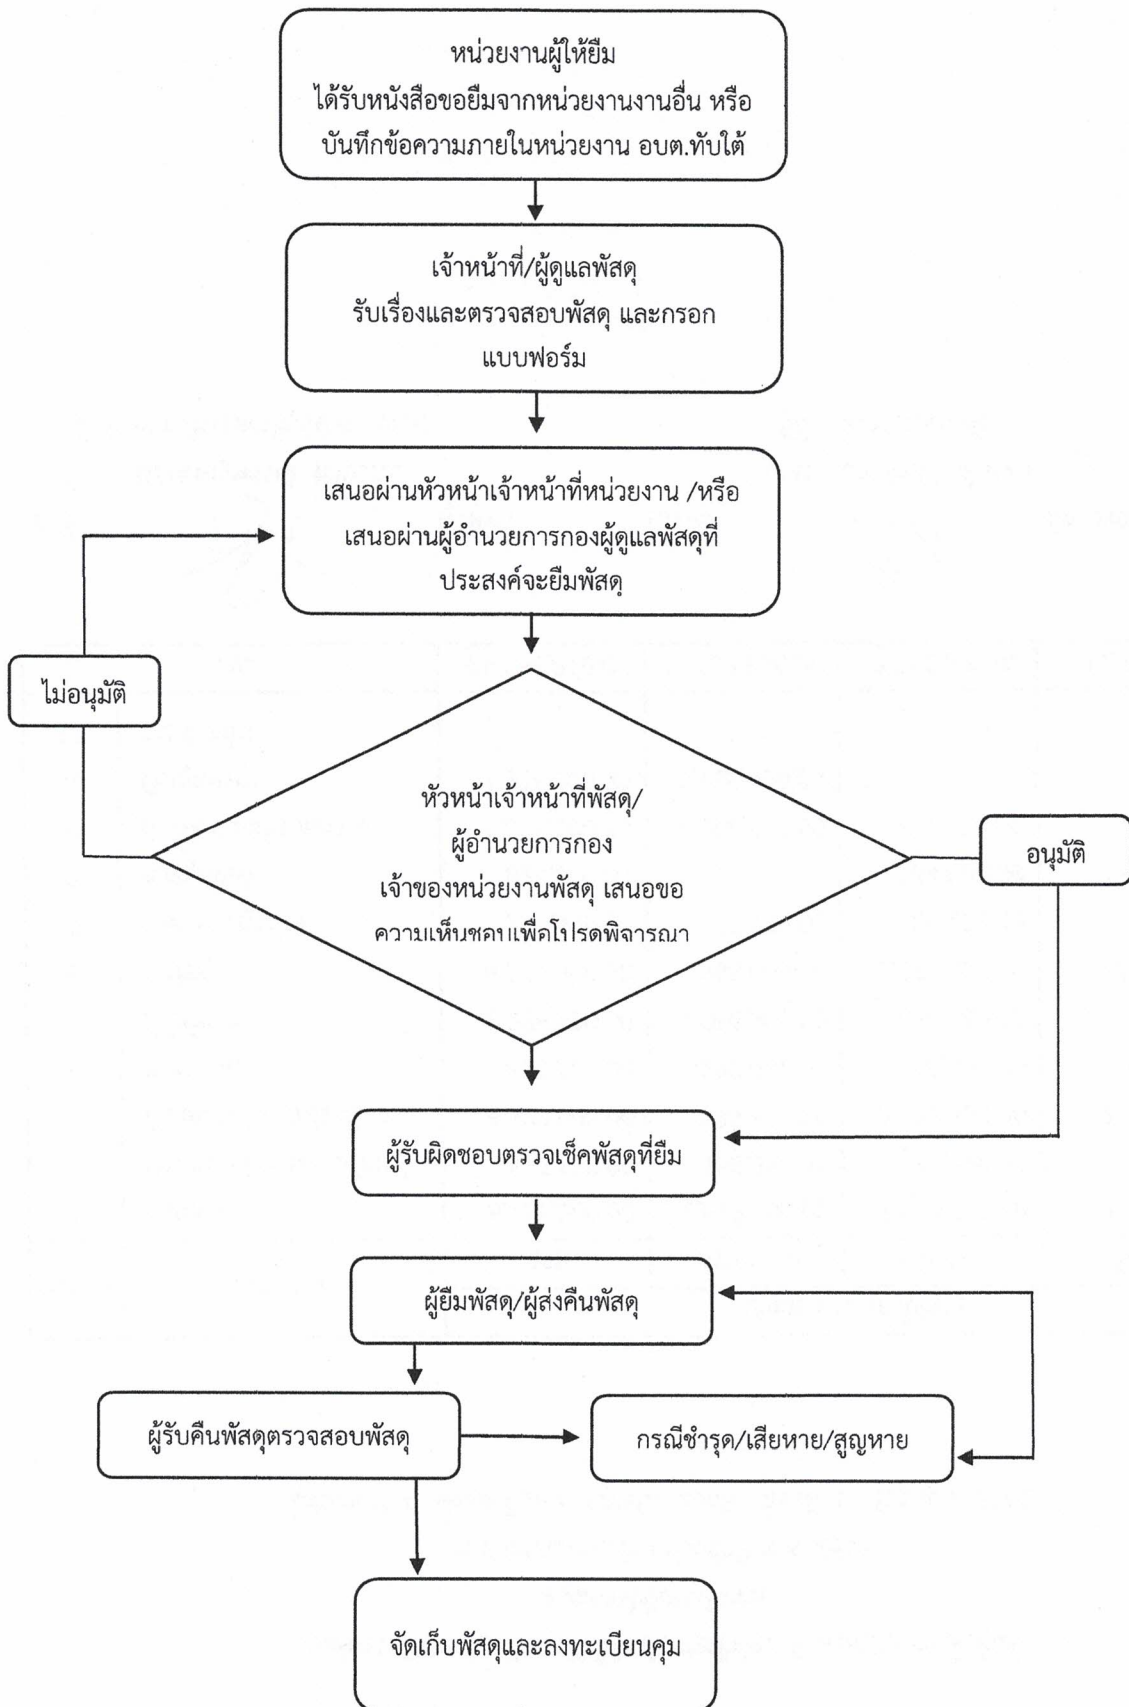 หน่วยงานผู้ให้ยืม
ได้รับหนังสือขอยืมจากหน่วยงานงานอื่น หรือ
บันทึกข้อความภายในหน่วยงาน อบต.ทับใต้
เจ้าหน้าที่/ผู้ดูแลพัสดุ
รับเรื่องและตรวจสอบพัสดุ และกรอก
แบบฟอร์ม
เสนอผ่านหัวหน้าเจ้าหน้าที่หน่วยงาน /หรือ
เสนอผ่านผู้อำนวยการกองผู้ดูแลพัสดุที่
ประสงค์จะยืมพัสดุ
ไม่อนุมัติ
หัวหน้าเจ้าหน้าที่พัสดุ/
ผู้อำนวยการกอง
เจ้าของหน่วยงานพัสดุ เสนอขอ
ความเห็นชอบเพื่อโปรดพิจารณา
อนุมัติ
ผู้รับผิดชอบตรวจเช็คพัสดุที่ยืม
ผู้ยืมพัสดุ/ผู้ส่งคืนพัสดุ
ผู้รับคืนพัสดุตรวจสอบพัสดุ
กรณีชำรุด/เสียหาย/สูญหาย
จัดเก็บพัสดุและลงทะเบียนคุม